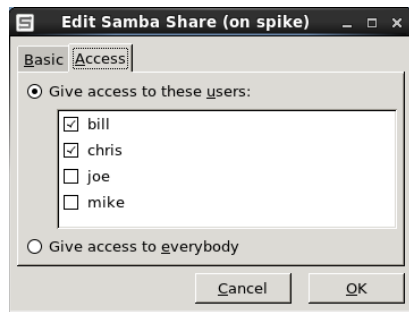 Edit Samba Share (on spike)
Basic Access
Give access to these users:
bill
chris
joe
mike
Give access to everybody
Cancel OK